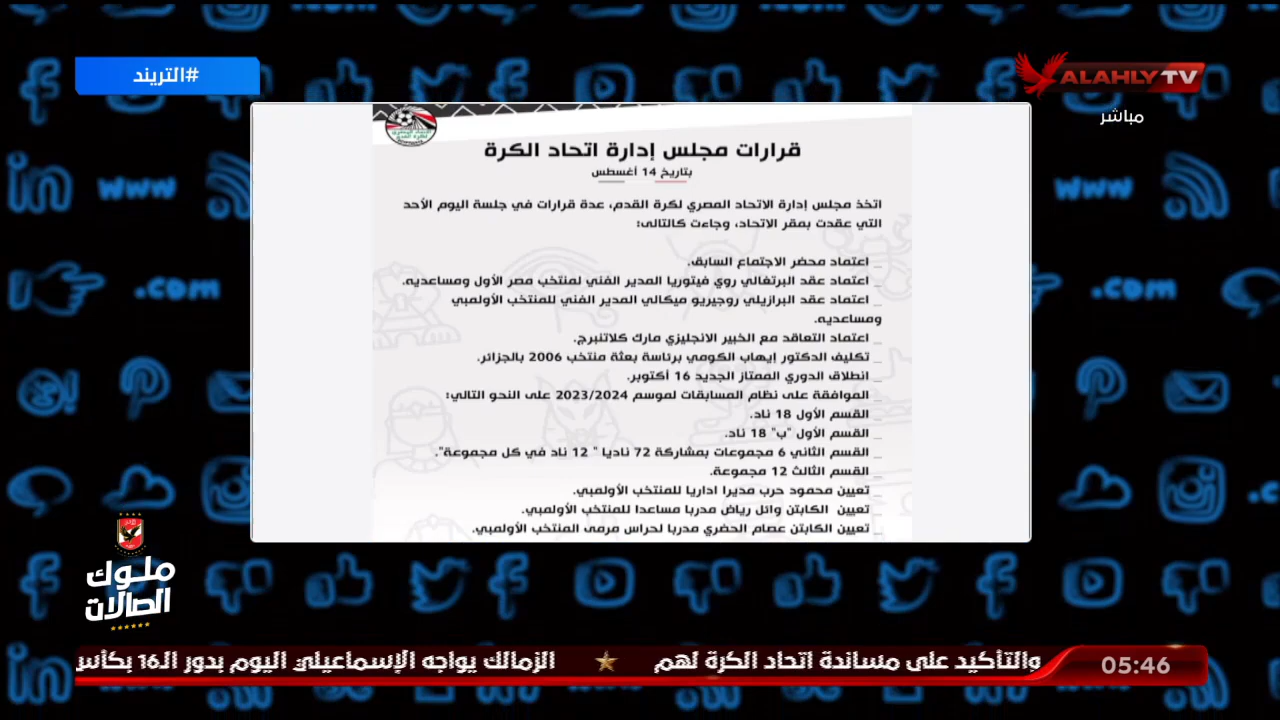 #التريند
ALAHLY TV
مباشر
قرارات مجلس إدارة اتحاد الكرة
بتاريخ 14 أغسطس
اتخذ مجلس إدارة الاتحاد المصري لكرة القدم، عدة قرارات في جلسة اليوم الأحد
التي عقدت بمقر الاتحاد، وجاءت كالتالى:
_ اعتماد محضر الاجتماع السابق.
_ اعتماد عقد البرتغالي روي فيتوريا المدير الفني لمنتخب مصر الأول ومساعديه.
_ اعتماد عقد البرازيلي روجيريو ميكالي المدير الفني للمنتخب الأولمبي
ومساعديه.
_ اعتماد التعاقد مع الخبير الانجليزي مارك كلاتنبرج.
_ تكليف الدكتور إيهاب الكومي برئاسة بعثة منتخب 2006 بالجزائر.
_ انطلاق الدوري الممتاز الجديد 16 أكتوبر.
_ الموافقة على نظام المسابقات لموسم 2023/2024 على النحو التالي:
_ القسم الأول 18 ناد.
_ القسم الأول "ب" 18 ناد.
_ القسم الثاني 6 مجموعات بمشاركة 72 ناديا " 12 ناد في كل مجموعة".
_ القسم الثالث 12 مجموعة.
_ تعيين محمود حرب مديرا اداريا للمنتخب الأولمبي.
_ تعيين الكابتن وائل رياض مدربا مساعدا للمنتخب الأولمبي.
_ تعيين الكابتن عصام الحضري مدربا لحراس مرمى المنتخب الأولمبي.
www
www
.com
.com
ملوك
الصالات
والتأكيد على مساندة اتحاد الكرة لهم
الزمالك يواجه الإسماعيلي اليوم بدور الـ16 بكأس
05:46